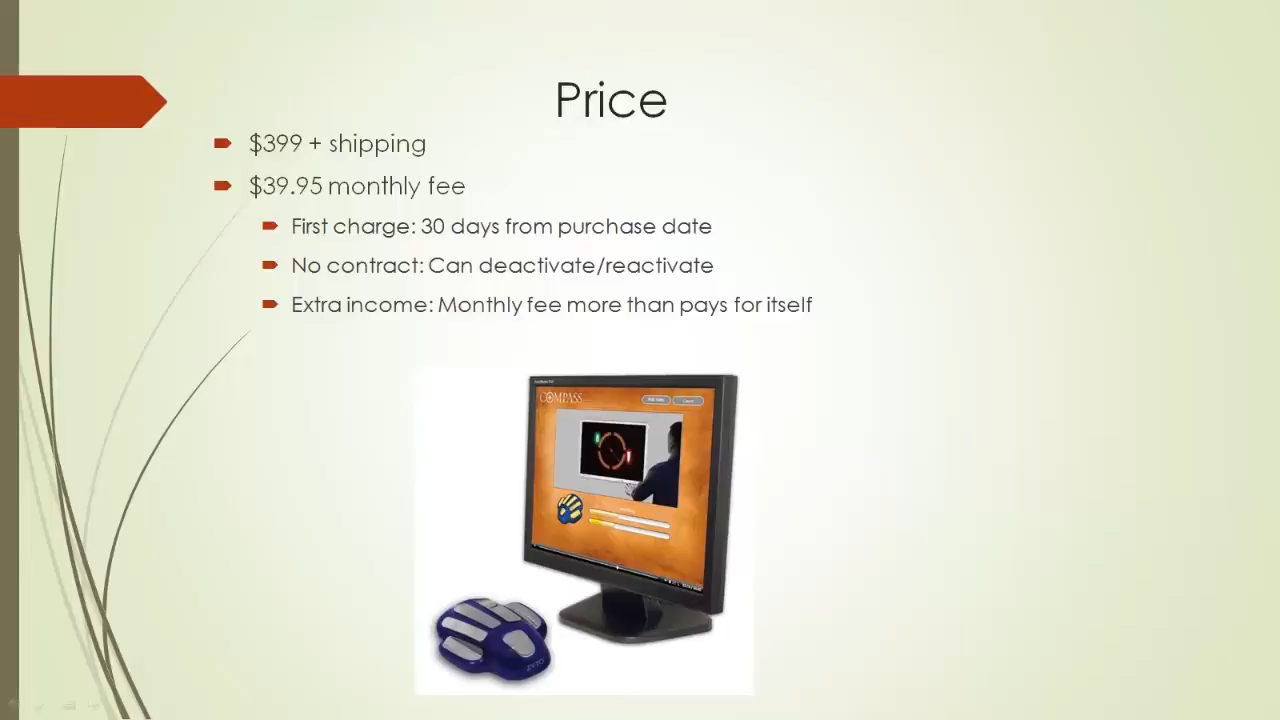 Price
$399 + shipping
$39.95 monthly fee
First charge: 30 days from purchase date
No contract: Can deactivate/reactivate
Extra income: Monthly fee more than pays for itself
COMPASS
ZYTO